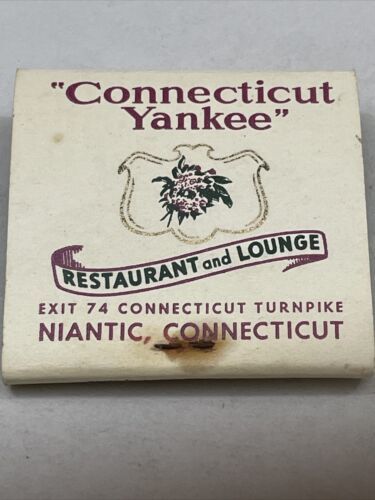 "Connecticut
Yankee"
RESTAURANT and LOUNGE
EXIT 74 CONNECTICUT TURNPIKE
NIANTIC, CONNECTICUT